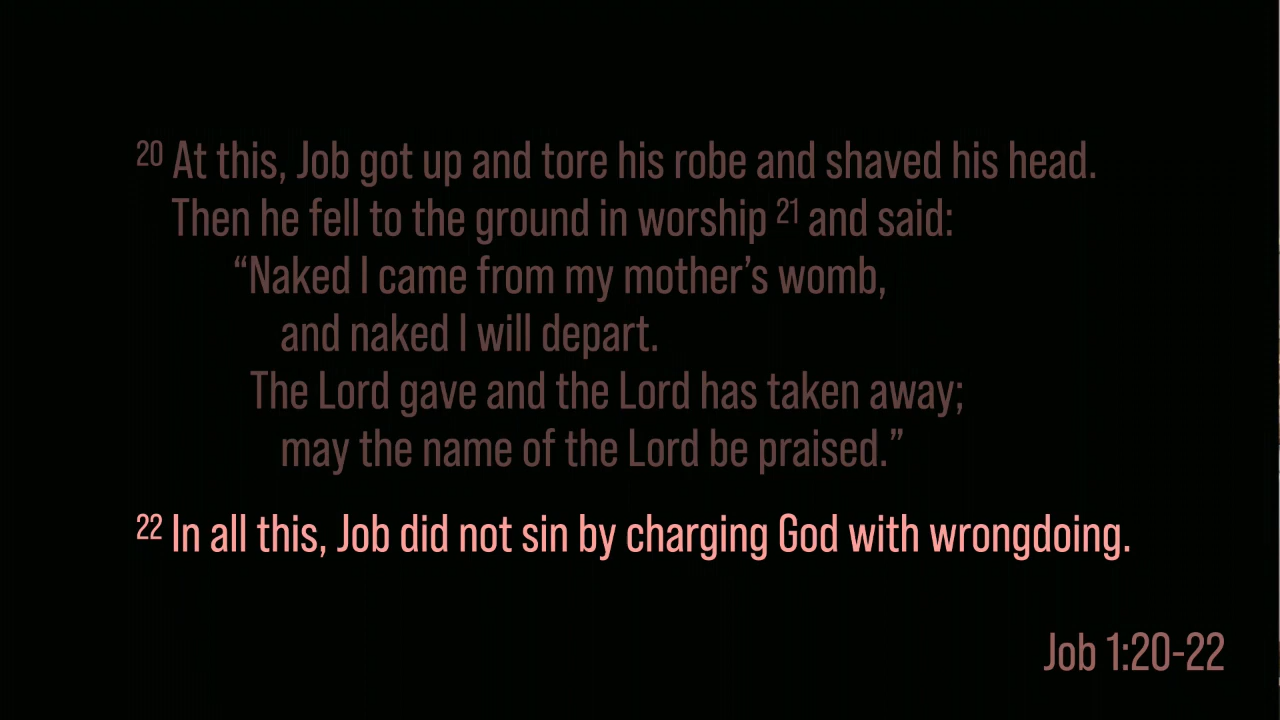 20 At this, Job got up and tore his robe and shaved his head.
Then he fell to the ground in worship 21 and said:
“Naked I came from my mother’s womb,
and naked I will depart.
The Lord gave and the Lord has taken away;
may the name of the Lord be praised.”
22 In all this, Job did not sin by charging God with wrongdoing.
Job 1:20-22